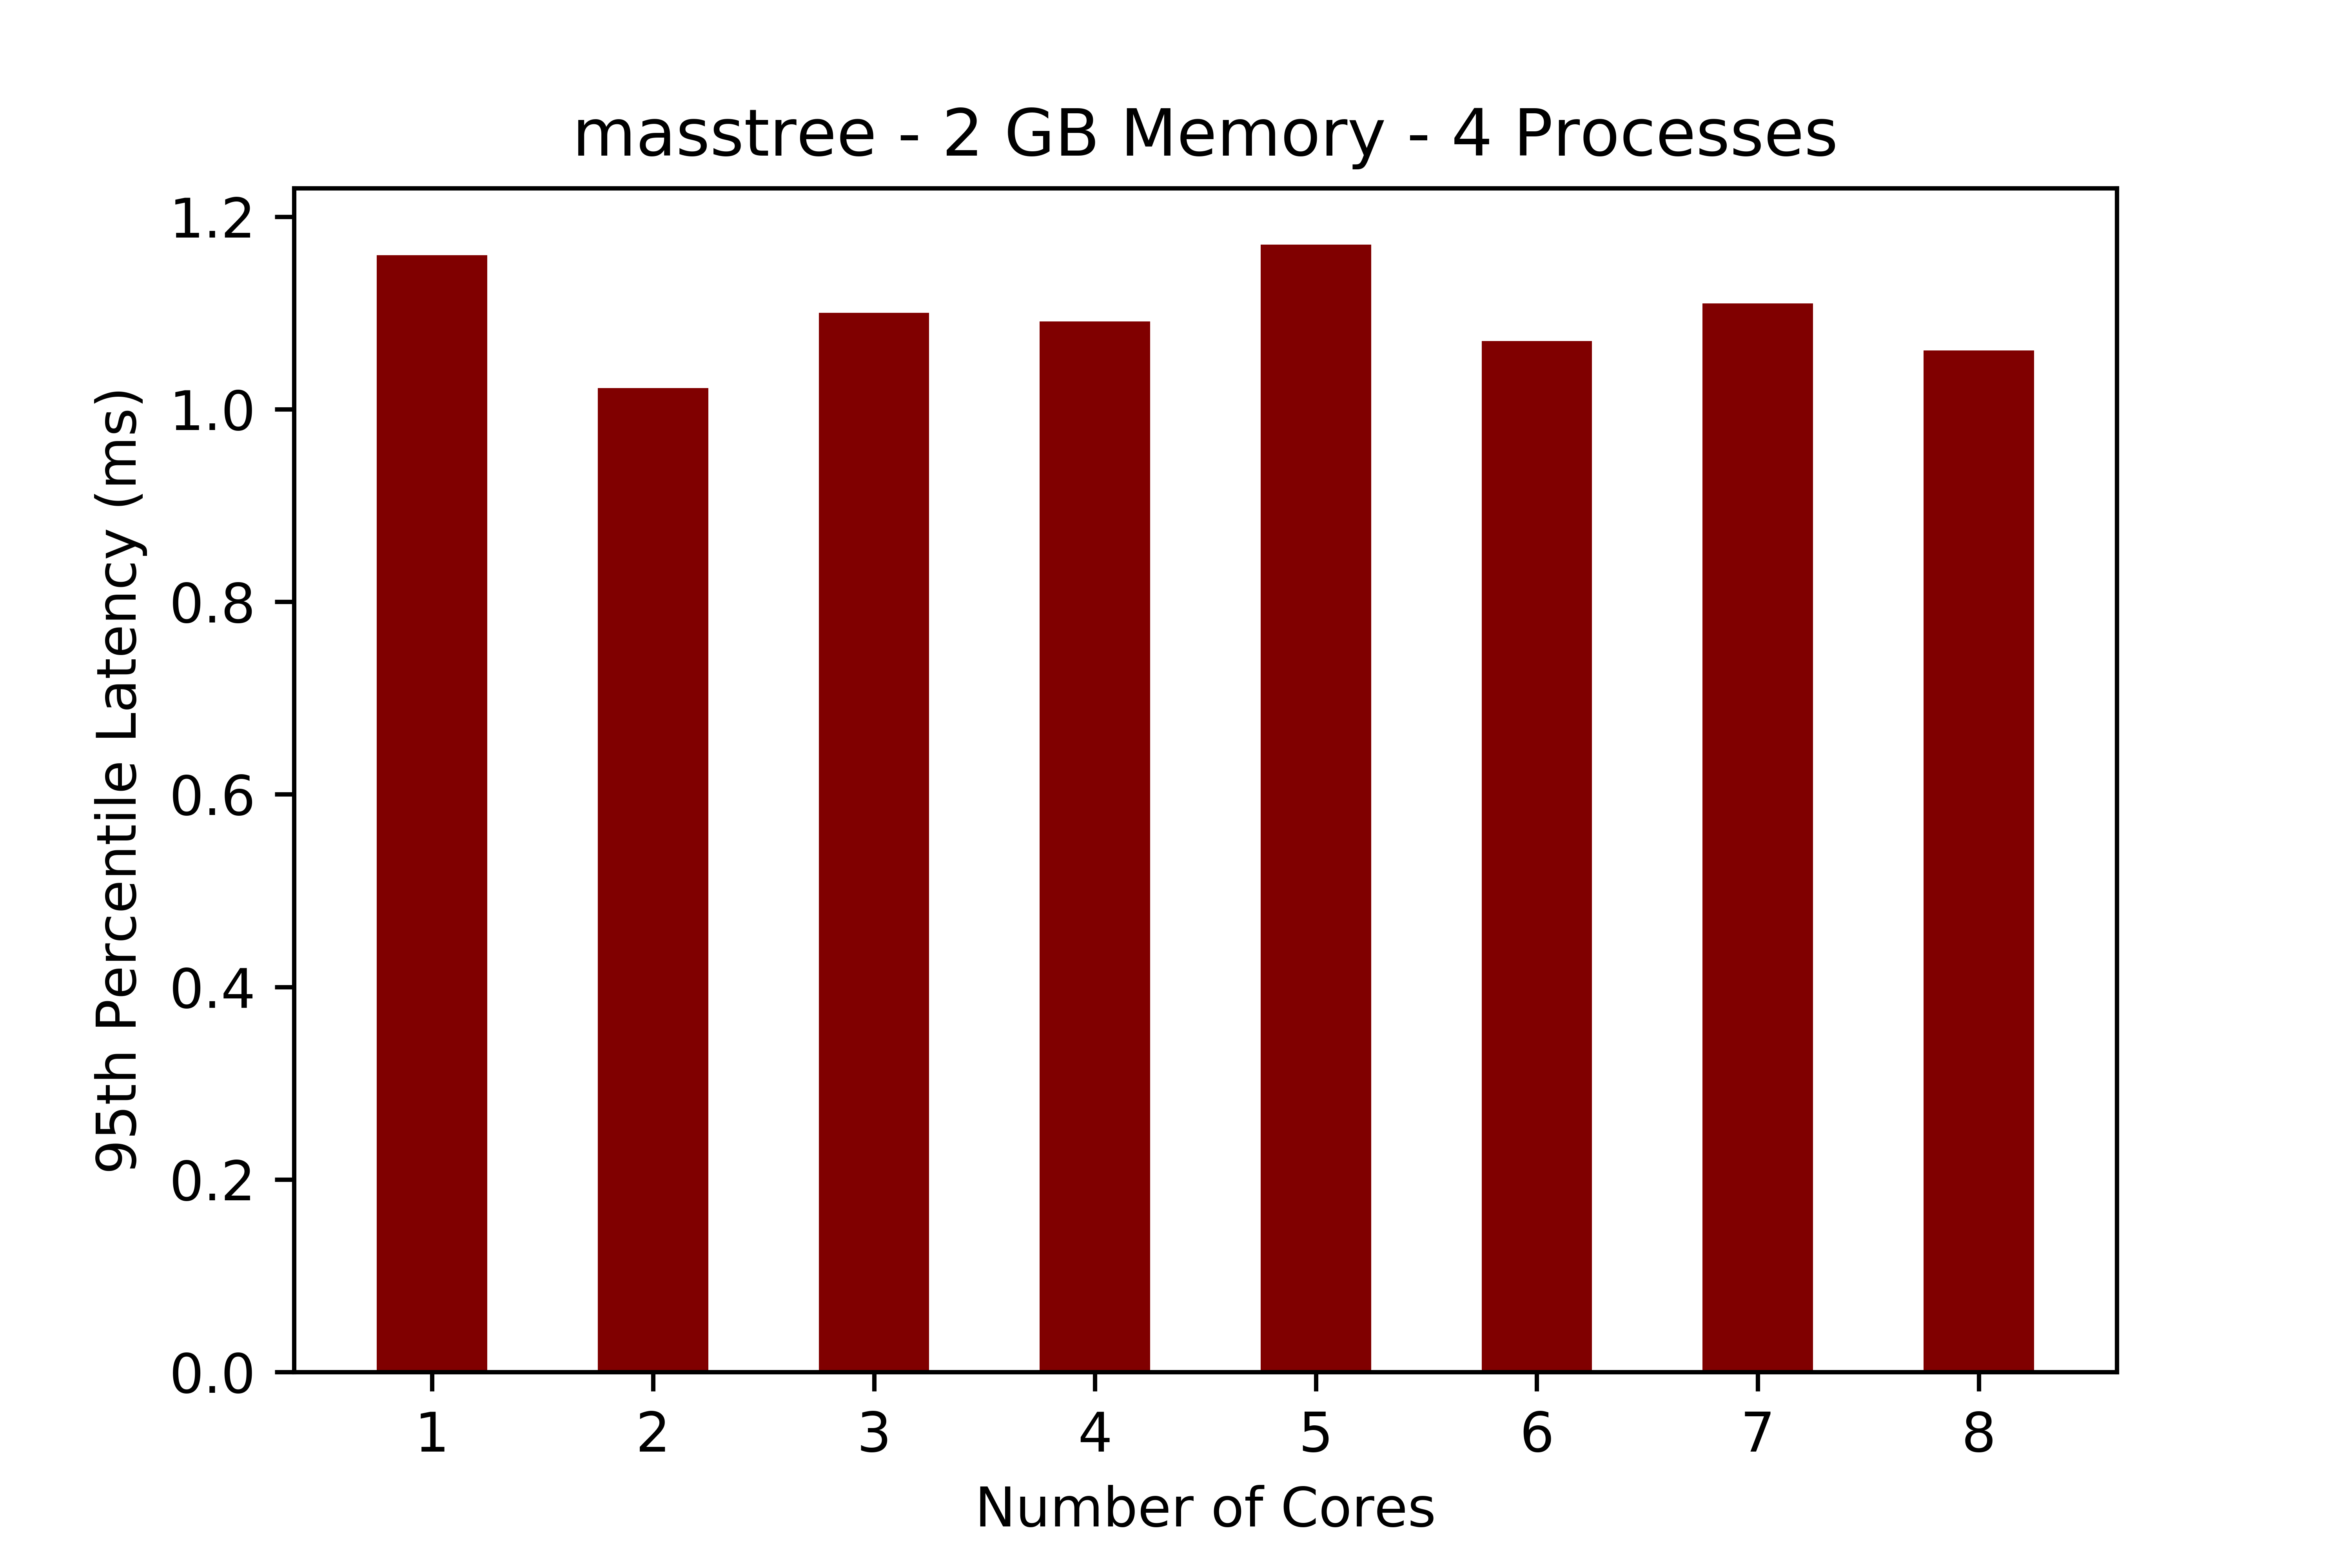 masstree - 2 GB Memory - 4 Processes
95th Percentile Latency (ms)
1.2
1.0
0.8
0.6
0.4
0.2
0.0
1 2 3 4 5 6 7 8
Number of Cores